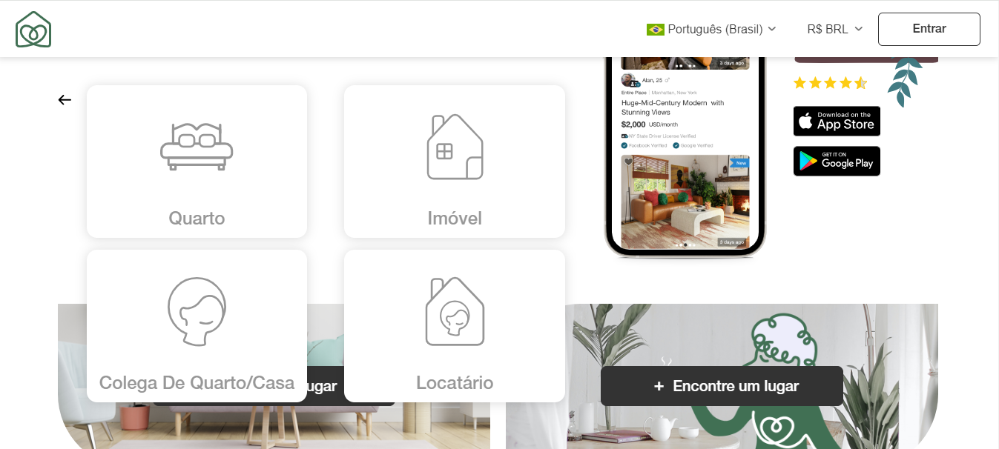 Português (Brasil)
R$ BRL
Entrar
3 days ago
Alan, 25
Entire Place | Manhattan, New York
Huge-Mid-Century Modern with
Stunning Views
$2,000 USD/month
NY State Driver License Verified
Facebook Verified
Google Verified
New
3 days ago
Download on the
App Store
GET IT ON
Google Play
Quarto
Imóvel
Colega De Quarto/Casa
Locatário
ugar
+ Encontre um lugar